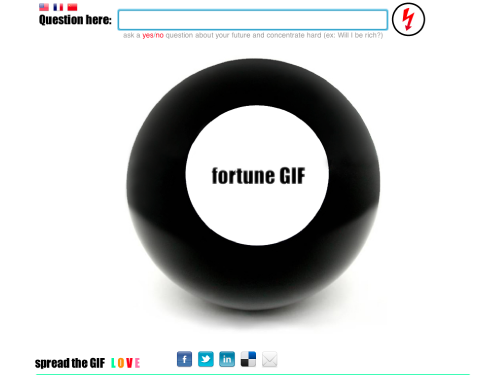 Question here:
ask a yes/no question about your future and concentrate hard (ex: Will I be rich?)
fortune GIF
spread the GIF LOVE
f
in